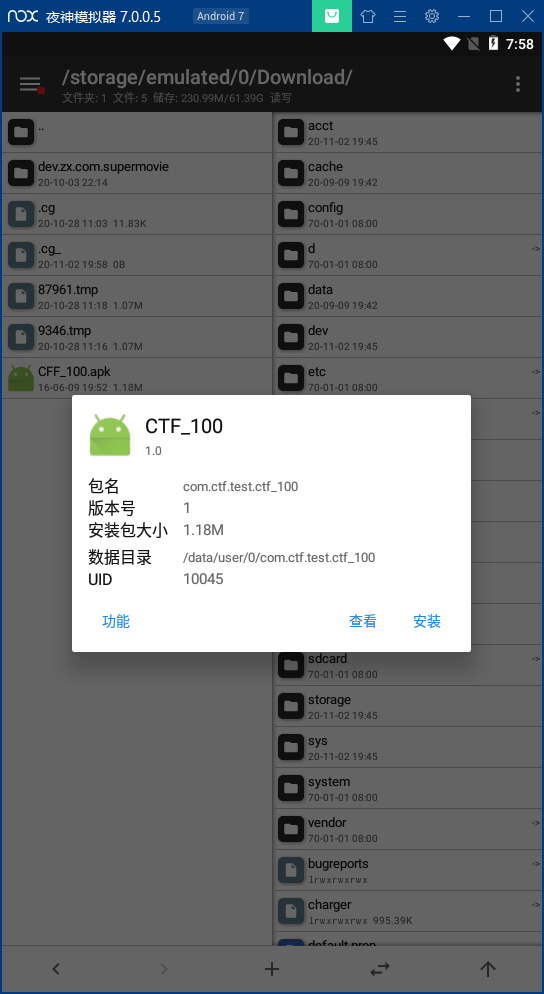 nox 夜神模拟器 7.0.0.5 Android 7
7:58
/storage/emulated/0/Download/
文件夹: 1 文件: 5 储存: 230.99M/61.39G 读写
..
dev.zx.com.supermovie
20-10-03 22:14
.cg
20-10-28 11:03 11.83K
.cg_
20-11-02 19:58 0B
87961.tmp
20-10-28 11:18 1.07M
9346.tmp
20-10-28 11:16 1.07M
CFF_100.apk
16-06-09 19:52 1.18M
acct
20-11-02 19:45
cache
20-09-09 19:42
config
70-01-01 08:00
d ->
70-01-01 08:00
data
20-09-09 19:42
dev
20-11-02 19:45
etc ->
70-01-01 08:00
->
CTF_100
1.0
包名 com.ctf.test.ctf_100
版本号 1
安装包大小 1.18M
数据目录 /data/user/0/com.ctf.test.ctf_100
UID 10045
功能 查看 安装
sdcard ->
70-01-01 08:00
storage
20-11-02 19:45
sys
20-11-02 19:45
system
70-01-01 08:00
vendor ->
70-01-01 08:00
bugreports ->
lrwxrwxrwx
charger ->
lrwxrwxrwx 995.39K
default.prop